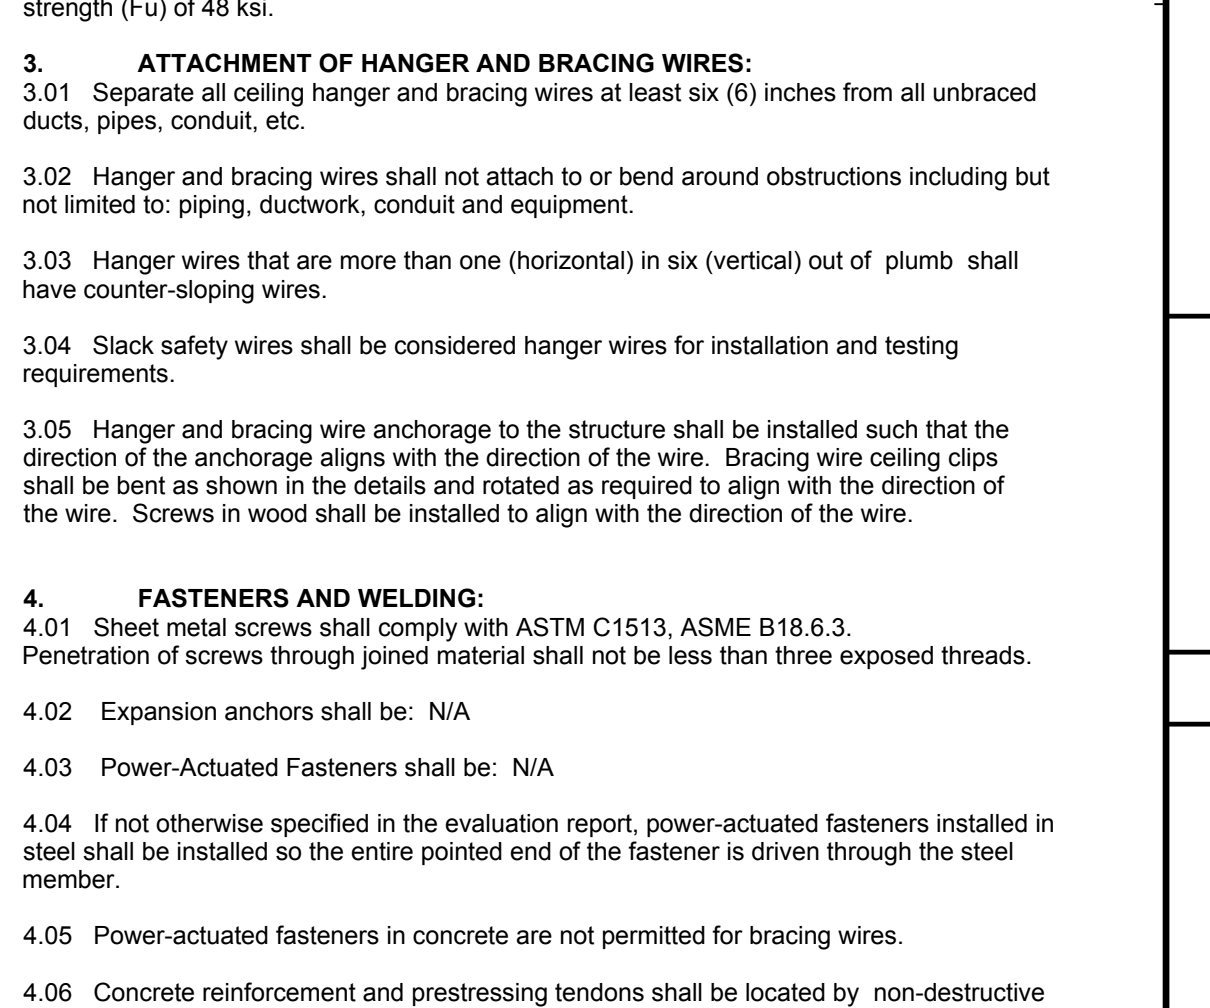 strength (Fu) of 48 ksi.
3. ATTACHMENT OF HANGER AND BRACING WIRES:
3.01 Separate all ceiling hanger and bracing wires at least six (6) inches from all unbraced
ducts, pipes, conduit, etc.
3.02 Hanger and bracing wires shall not attach to or bend around obstructions including but
not limited to: piping, ductwork, conduit and equipment.
3.03 Hanger wires that are more than one (horizontal) in six (vertical) out of plumb shall
have counter-sloping wires.
3.04 Slack safety wires shall be considered hanger wires for installation and testing
requirements.
3.05 Hanger and bracing wire anchorage to the structure shall be installed such that the
direction of the anchorage aligns with the direction of the wire. Bracing wire ceiling clips
shall be bent as shown in the details and rotated as required to align with the direction of
the wire. Screws in wood shall be installed to align with the direction of the wire.
4. FASTENERS AND WELDING:
4.01 Sheet metal screws shall comply with ASTM C1513, ASME B18.6.3.
Penetration of screws through joined material shall not be less than three exposed threads.
4.02 Expansion anchors shall be: N/A
4.03 Power-Actuated Fasteners shall be: N/A
4.04 If not otherwise specified in the evaluation report, power-actuated fasteners installed in
steel shall be installed so the entire pointed end of the fastener is driven through the steel
member.
4.05 Power-actuated fasteners in concrete are not permitted for bracing wires.
4.06 Concrete reinforcement and prestressing tendons shall be located by non-destructive